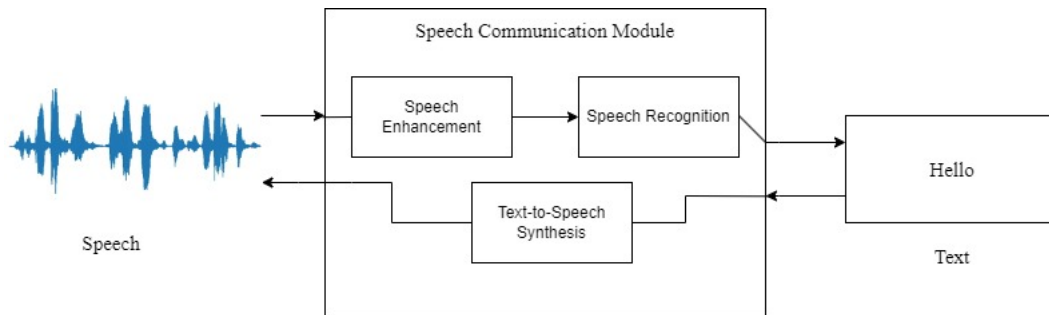 Speech Communication Module
Speech
Enhancement
Speech Recognition
Hello
Text-to-Speech
Synthesis
Speech
Text